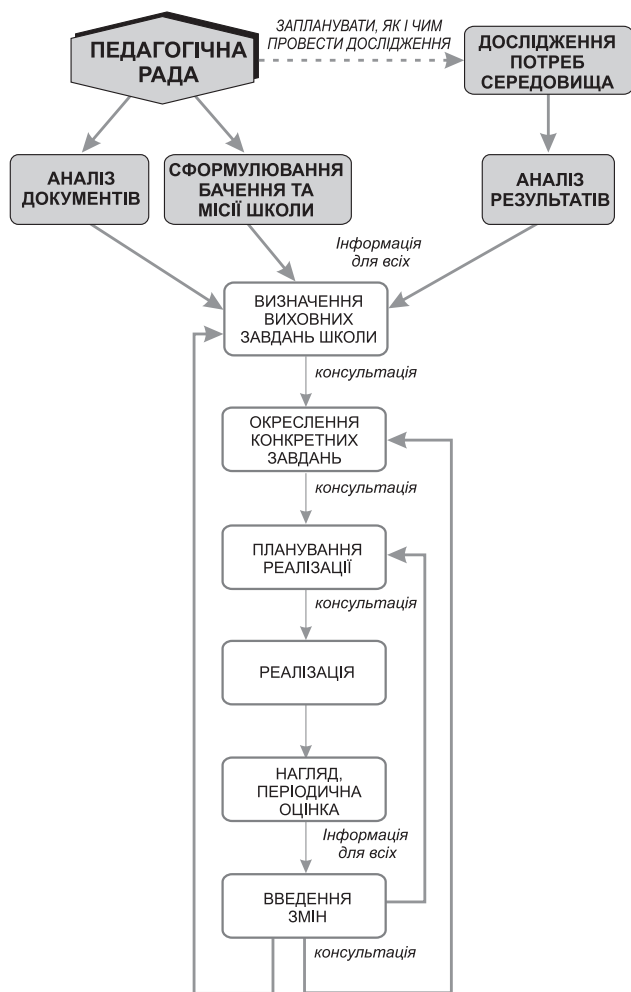 ПЕДАГОГІЧНА
РАДА
ЗАПЛАНУВАТИ, ЯК І ЧИМ
ПРОВЕСТИ ДОСЛІДЖЕННЯ
ДОСЛІДЖЕННЯ
ПОТРЕБ
СЕРЕДОВИЩА
АНАЛІЗ
ДОКУМЕНТІВ
СФОРМУЛЮВАННЯ
БАЧЕННЯ ТА
МІСІЇ ШКОЛИ
АНАЛІЗ
РЕЗУЛЬТАТІВ
Інформація
для всіх
ВИЗНАЧЕННЯ
ВИХОВНИХ
ЗАВДАНЬ ШКОЛИ
консультація
ОКРЕСЛЕННЯ
КОНКРЕТНИХ
ЗАВДАНЬ
консультація
ПЛАНУВАННЯ
РЕАЛІЗАЦІЇ
консультація
РЕАЛІЗАЦІЯ
НАГЛЯД,
ПЕРІОДИЧНА
ОЦІНКА
Інформація
для всіх
ВВЕДЕННЯ
ЗМІН
консультація